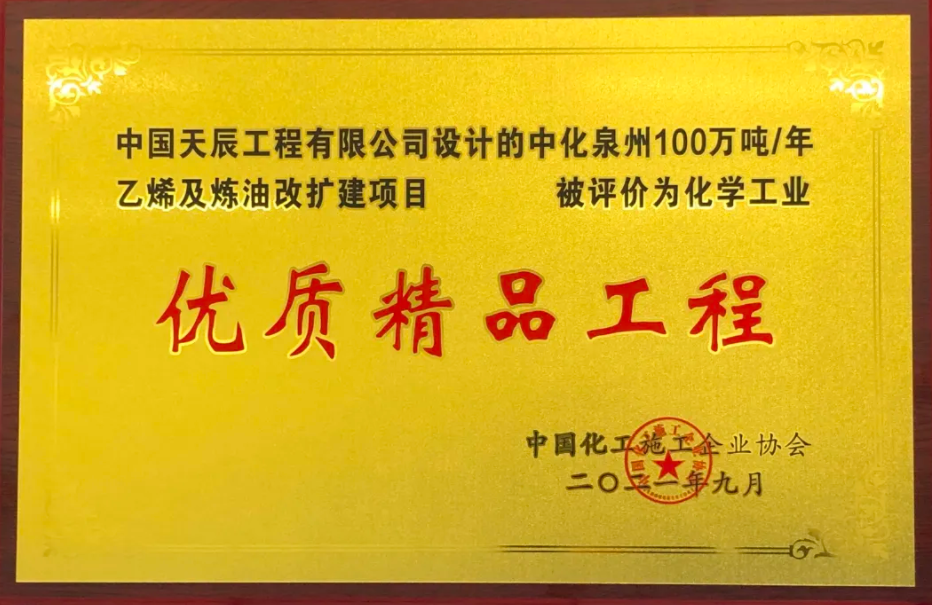 中国天辰工程有限公司设计的中化泉州100万吨/年
乙烯及炼油改扩建项目 被评价为化学工业
优质精品工程
中国化工施工企业协会
二〇二一年九月